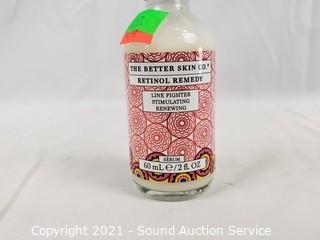 THE BETTER SKIN CO.®
RETINOL REMEDY
LINE FIGHTER
STIMULATING
RENEWING
SERUM
60 mL ℮ / 2 fl. OZ
Copyright 2021 - Sound Auction Service